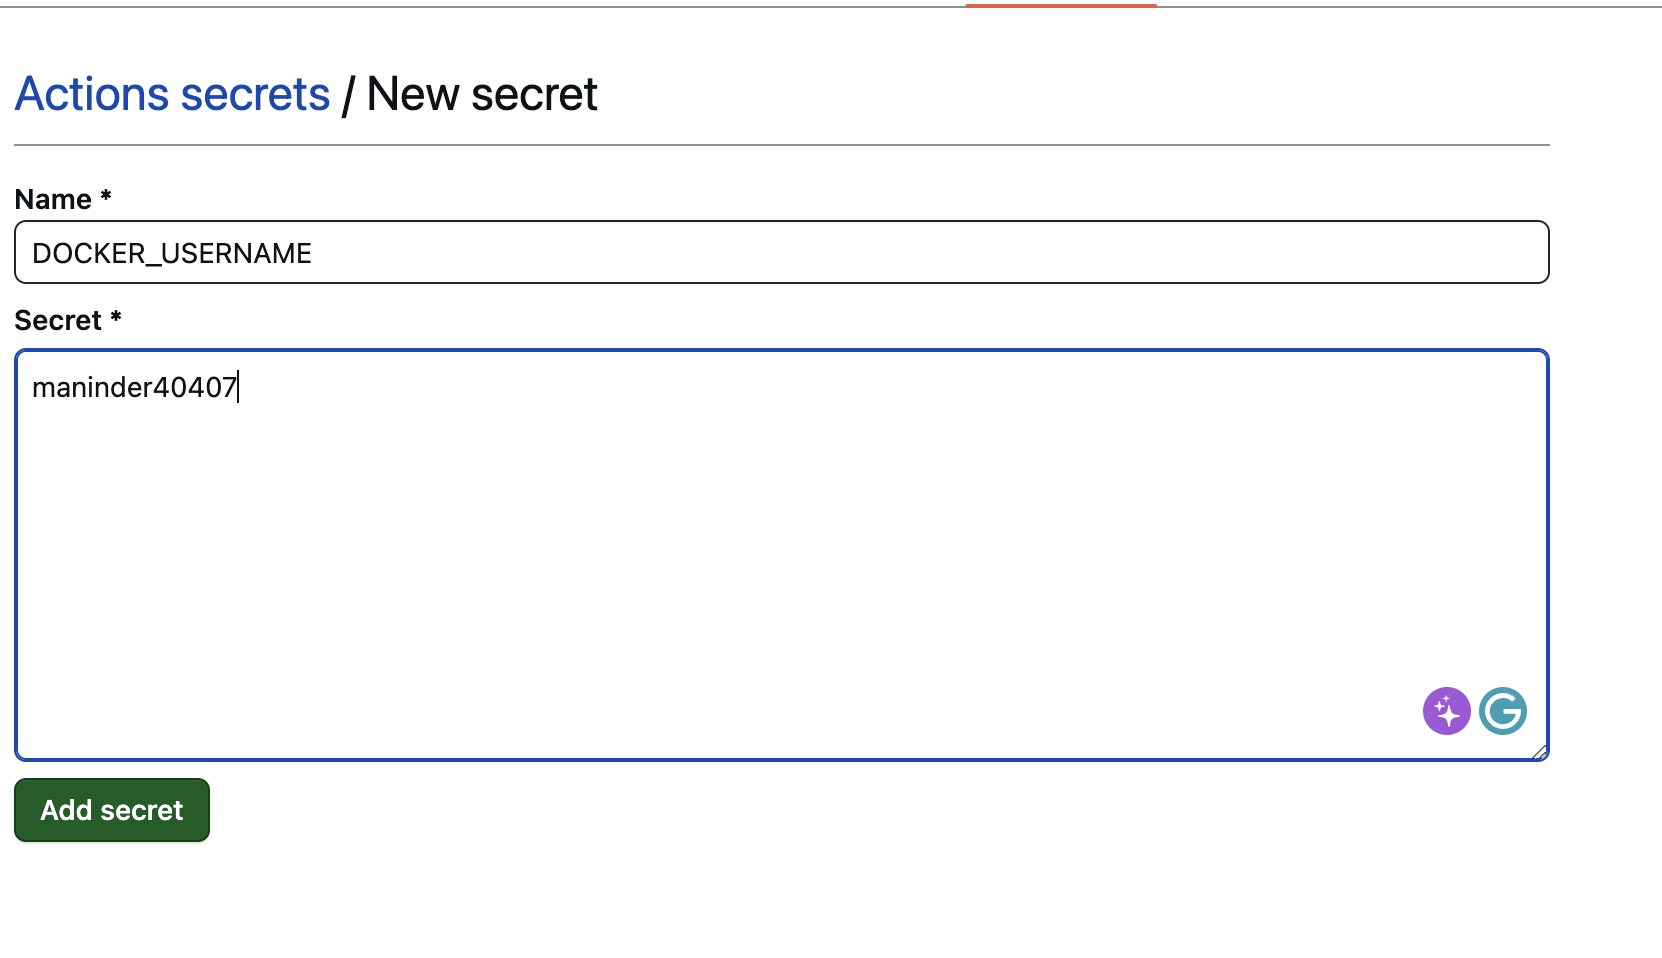 Actions secrets / New secret
Name *
DOCKER_USERNAME
Secret *
maninder40407
Add secret